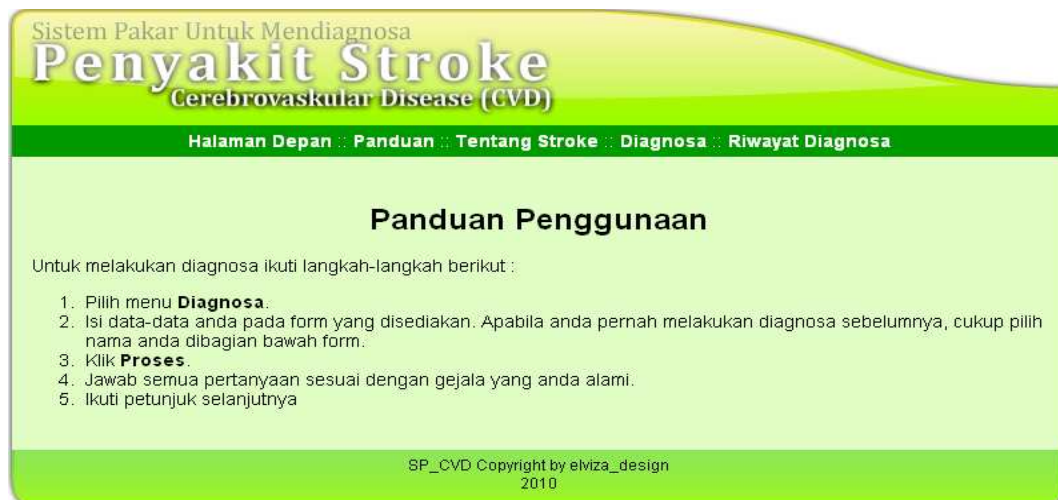 Sistem Pakar Untuk Mendiagnosa
Penyakit Stroke
Cerebrovaskular Disease (CVD)
Halaman Depan :: Panduan :: Tentang Stroke :: Diagnosa :: Riwayat Diagnosa
Panduan Penggunaan
Untuk melakukan diagnosa ikuti langkah-langkah berikut :
1. Pilih menu Diagnosa.
2. Isi data-data anda pada form yang disediakan. Apabila anda pernah melakukan diagnosa sebelumnya, cukup pilih
nama anda dibagian bawah form.
3. Klik Proses.
4. Jawab semua pertanyaan sesuai dengan gejala yang anda alami.
5. Ikuti petunjuk selanjutnya
SP_CVD Copyright by elviza_design
2010